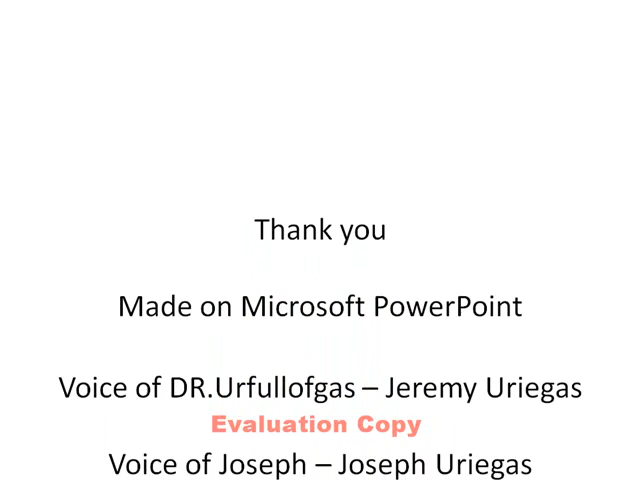 Thank you
Made on Microsoft PowerPoint
Voice of DR.Urfullofgas – Jeremy Uriegas
Evaluation Copy
Voice of Joseph – Joseph Uriegas